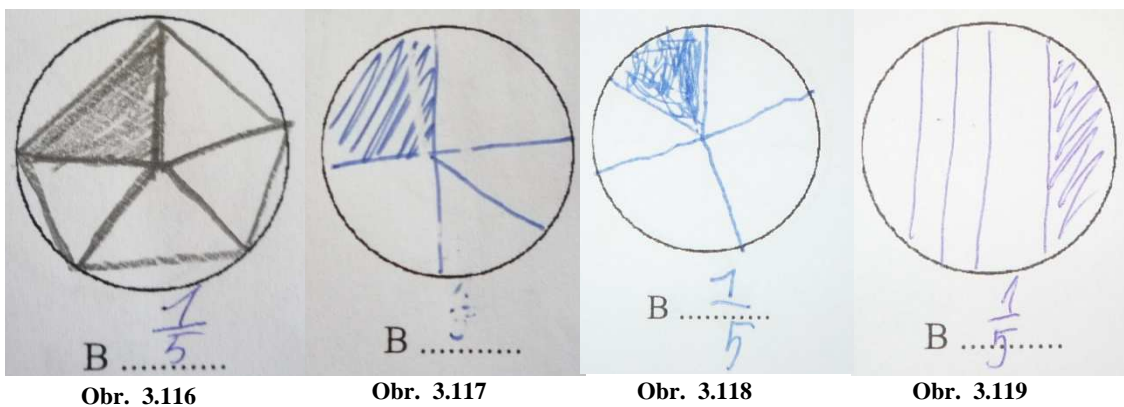 1/5
B ..........
B ..........
1/5
B ..........
1/5
B ..........
Obr. 3.116
Obr. 3.117
Obr. 3.118
Obr. 3.119